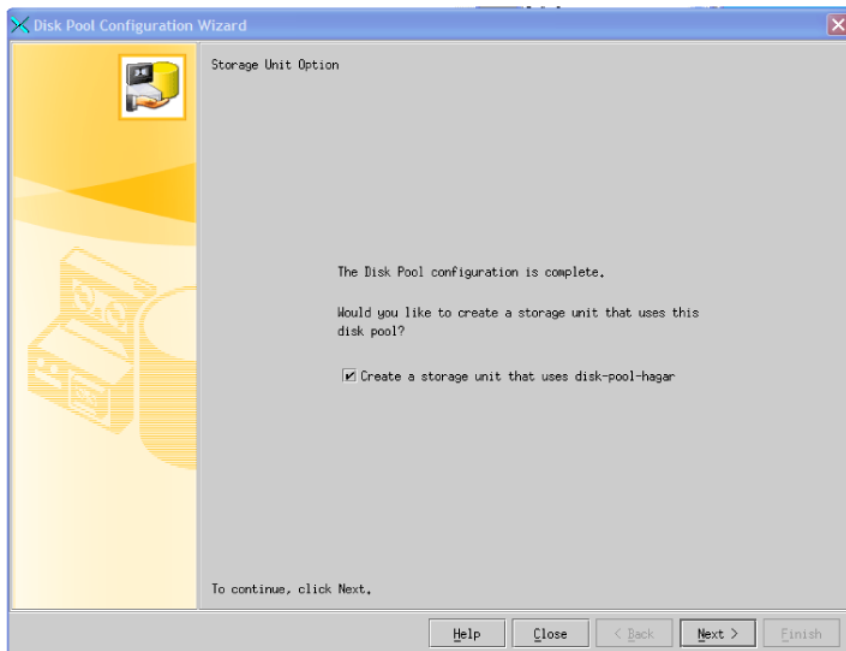 Disk Pool Configuration Wizard
Storage Unit Option
The Disk Pool configuration is complete.
Would you like to create a storage unit that uses this
disk pool?
Create a storage unit that uses disk-pool-hagar
To continue, click Next.
Help
Close
< Back
Next >
Finish